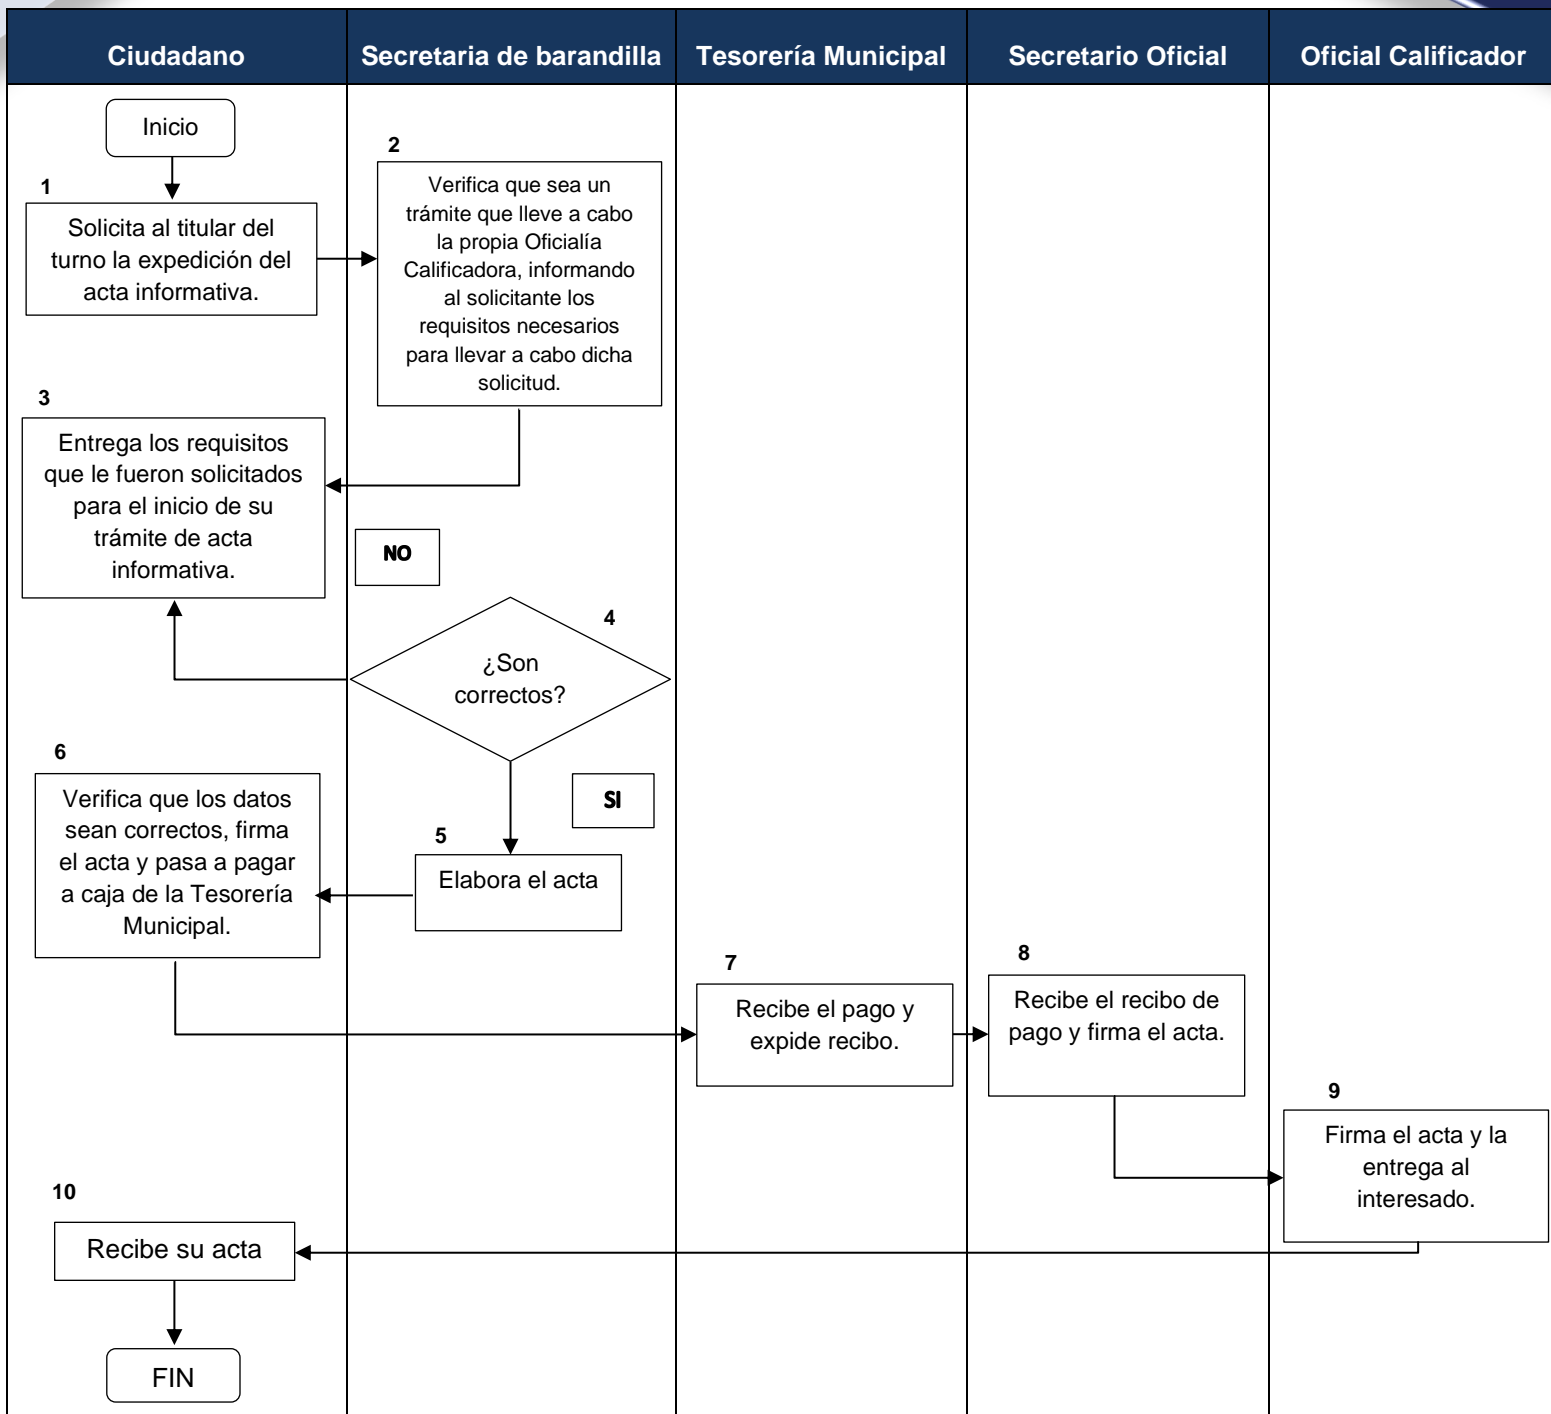 Ciudadano
Secretaria de barandilla
Tesorería Municipal
Secretario Oficial
Oficial Calificador
Inicio
1
Solicita al titular del
turno la expedición del
acta informativa.
2
Verifica que sea un
trámite que lleve a cabo
la propia Oficialía
Calificadora, informando
al solicitante los
requisitos necesarios
para llevar a cabo dicha
solicitud.
3
Entrega los requisitos
que le fueron solicitados
para el inicio de su
trámite de acta
informativa.
NO
4
¿Son
correctos?
SI
5
Elabora el acta
6
Verifica que los datos
sean correctos, firma
el acta y pasa a pagar
a caja de la Tesorería
Municipal.
7
Recibe el pago y
expide recibo.
8
Recibe el recibo de
pago y firma el acta.
9
Firma el acta y la
entrega al
interesado.
10
Recibe su acta
FIN